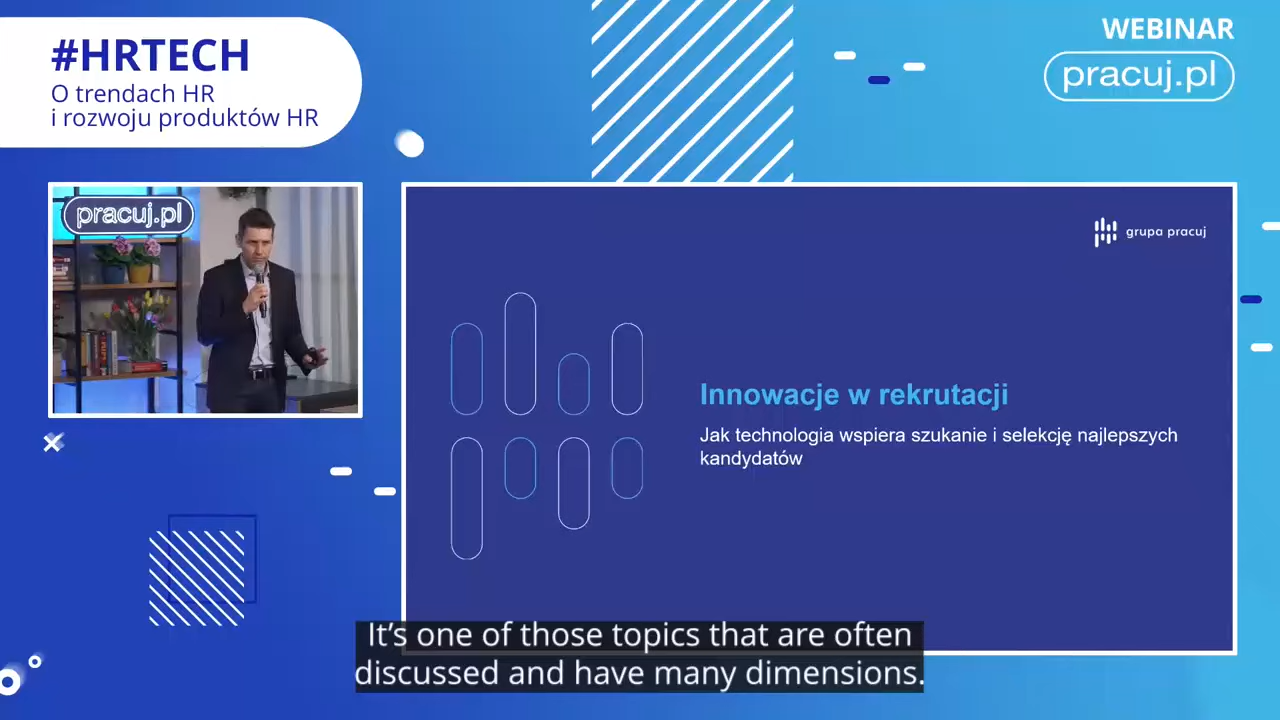 #HRTECH
O trendach HR
i rozwoju produktów HR
WEBINAR
pracuj.pl
pracuj.pl
grupa pracuj
Innowacje w rekrutacji
Jak technologia wspiera szukanie i selekcję najlepszych
kandydatów
It’s one of those topics that are often
discussed and have many dimensions.